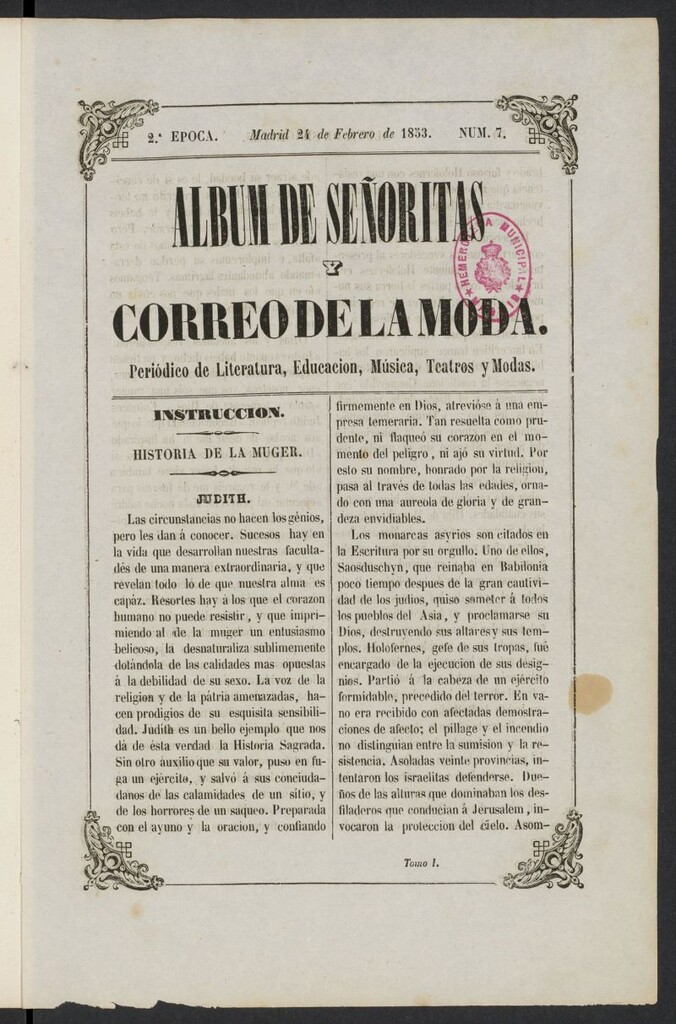 2.ª EPOCA. Madrid 24 de Febrero de 1853. NUM. 7.
ALBUM DE SEÑORITAS
Y
CORREO DE LA MODA.
Periódico de Literatura, Educacion, Música, Teatros y Modas.
HEMEROTECA MUNICIPAL
INSTRUCCION.
HISTORIA DE LA MUGER.
JUDITH.
Las circunstancias no hacen los génios,
pero les dan á conocer. Sucesos hay en
la vida que desarrollan nuestras faculta-
dés de una manera extraordinaria, y que
revelan todo lo de que nuestra alma es
capáz. Resortes hay á los que el corazon
humano no puede resistir, y que impri-
miendo al de la muger un entusiasmo
belicoso, la desnaturaliza sublimemente
dotándola de las calidades mas opuestas
á la debilidad de su sexo. La voz de la
religion y de la pátria amenazadas, ha-
cen prodigios de su esquisita sensibili-
dad. Judith es un bello ejemplo que nos
dá de ésta verdad la Historia Sagrada.
Sin otro auxilio que su valor, puso en fu-
ga un ejército, y salvó á sus conciuda-
danos de las calamidades de un sitio, y
de los horrores de un saqueo. Preparada
con el ayuno y la oracion, y confiando
firmemente en Dios, atrevióse á una em-
presa temeraria. Tan resuelta como pru-
dente, ni flaqueó su corazon en el mo-
mento del peligro, ni ajó su virtud. Por
esto su nombre, honrado por la religion,
pasa al través de todas las edades, orna-
do con una aureola de gloria y de gran-
deza envidiables.
Los monarcas asyrios son citados en
la Escritura por su orgullo. Uno de ellos,
Saosduschyn, que reinaba en Babilonia
poco tiempo despues de la gran cautivi-
dad de los judios, quiso someter á todos
los pueblos del Asia, y proclamarse su
Dios, destruyendo sus altares y sus tem-
plos. Holofernes, gefe de sus tropas, fué
encargado de la ejecucion de sus desig-
nios. Partió á la cabeza de un ejército
formidable, precedido del terror. En va-
no era recibido con afectadas demostra-
ciones de afecto; el pillage y el incendio
no distinguian entre la sumision y la re-
sistencia. Asoladas veinte provincias, in-
tentaron los israelitas defenderse. Due-
ños de las alturas que dominaban los des-
filaderos que conducian á Jerusalem, in-
vocaron la proteccion del cielo. Asom-
Tomo I.